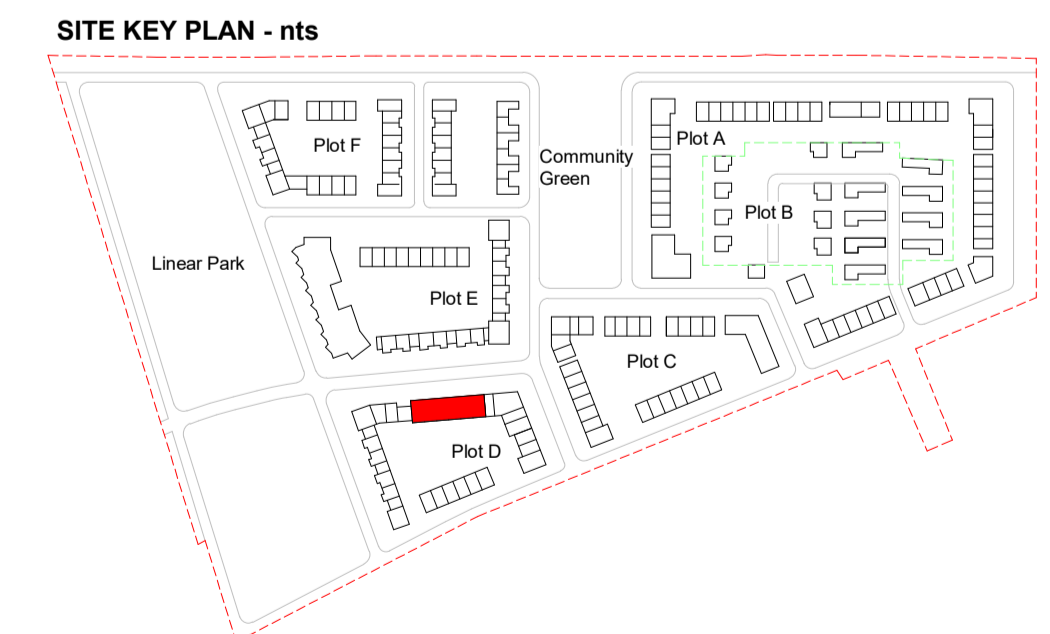 SITE KEY PLAN - nts
Plot F
Plot A
Community
Green
Plot B
Linear Park
Plot E
Plot C
Plot D